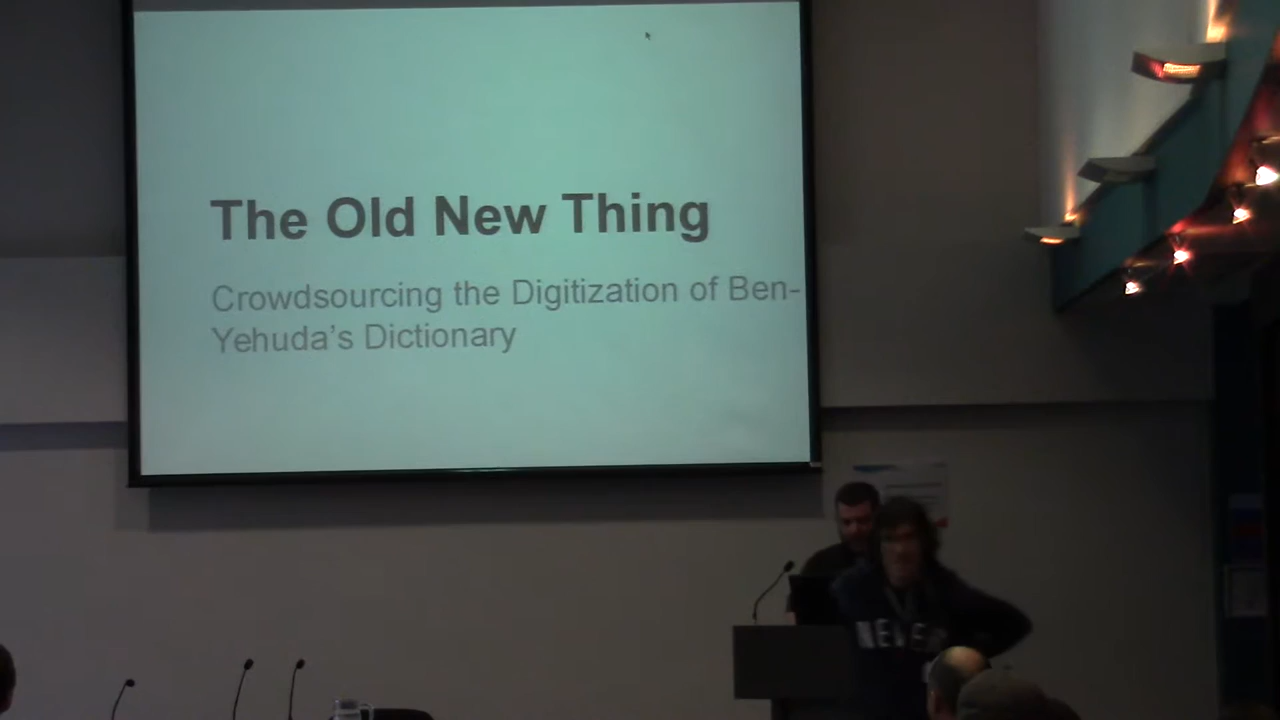 The Old New Thing
Crowdsourcing the Digitization of Ben-
Yehuda's Dictionary